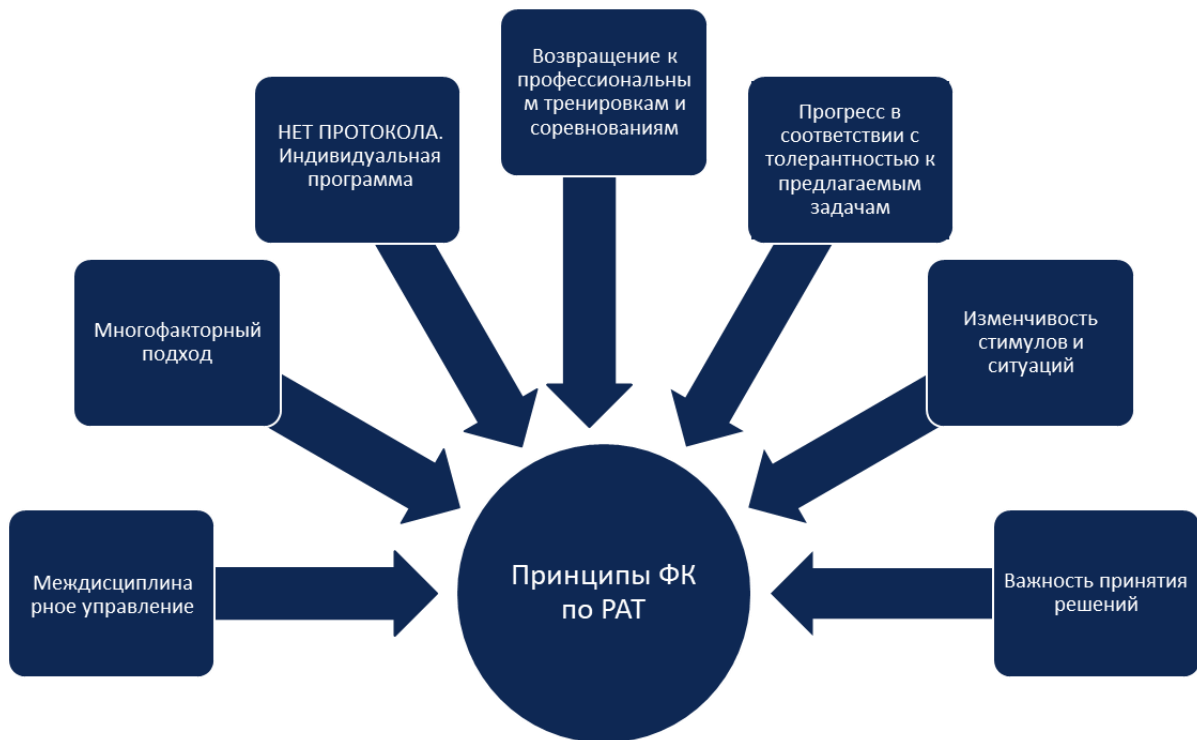 Возвращение к
профессиональны
м тренировкам и
соревнованиям
НЕТ ПРОТОКОЛА.
Индивидуальная
программа
Прогресс в
соответствии с
толерантностью к
предлагаемым
задачам
Многофакторный
подход
Изменчивость
стимулов и
ситуаций
Междисциплина
рное управление
Принципы ФК
по РАТ
Важность принятия
решений